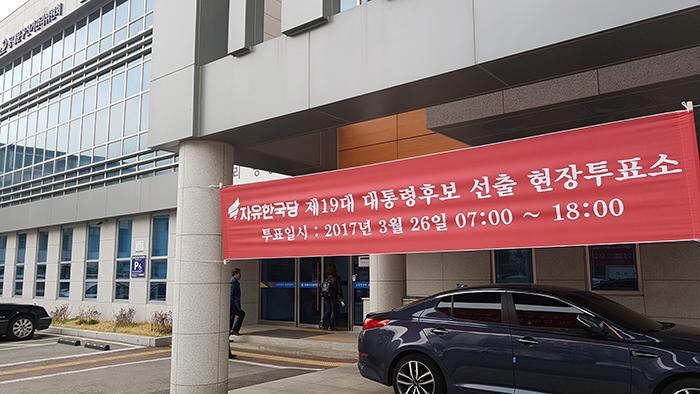 자유한국당 제19대 대통령후보 선출 현장투표소
투표일시 : 2017년 3월 26일 07:00 ~ 18:00